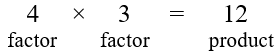 4 × 3 = 12
factor factor product